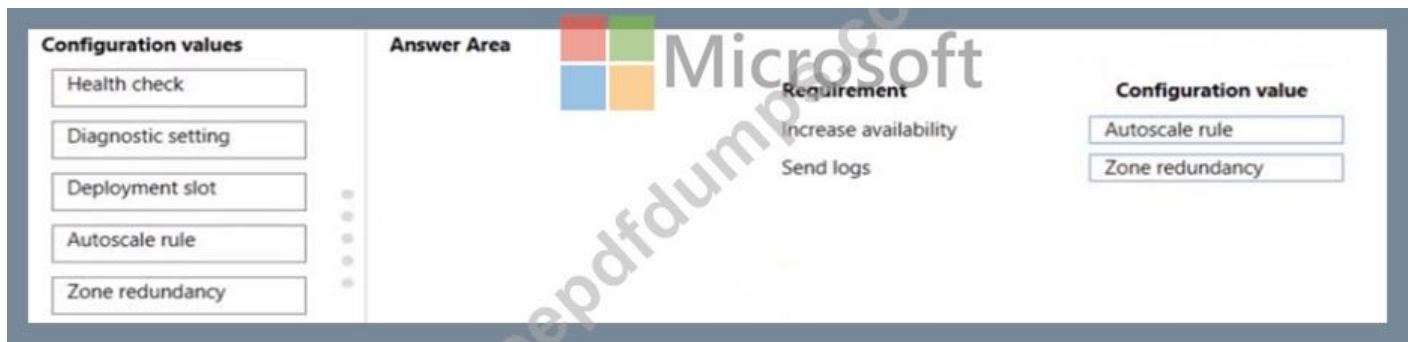 Configuration values
Health check
Diagnostic setting
Deployment slot
Autoscale rule
Zone redundancy
Answer Area
Microsoft
Requirement Configuration value
Increase availability Autoscale rule
Send logs Zone redundancy